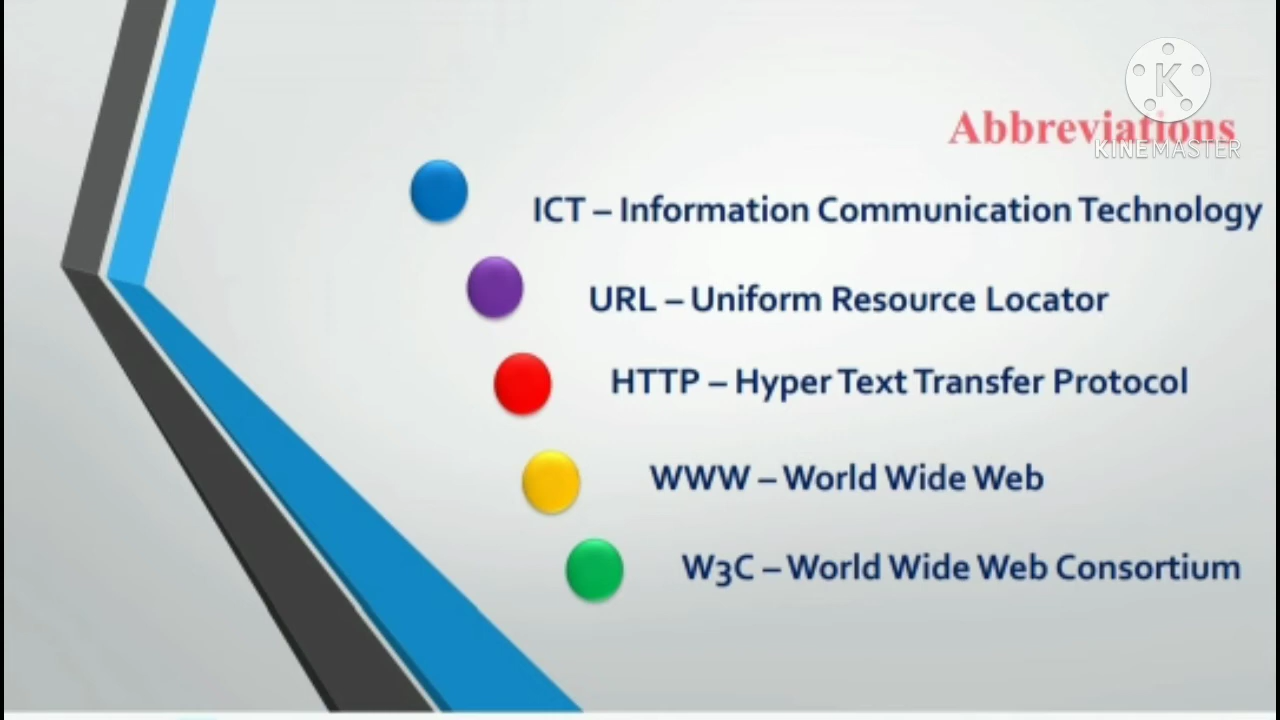 Abbreviations
K
KINEMASTER
ICT – Information Communication Technology
URL – Uniform Resource Locator
HTTP – Hyper Text Transfer Protocol
WWW – World Wide Web
W3C – World Wide Web Consortium